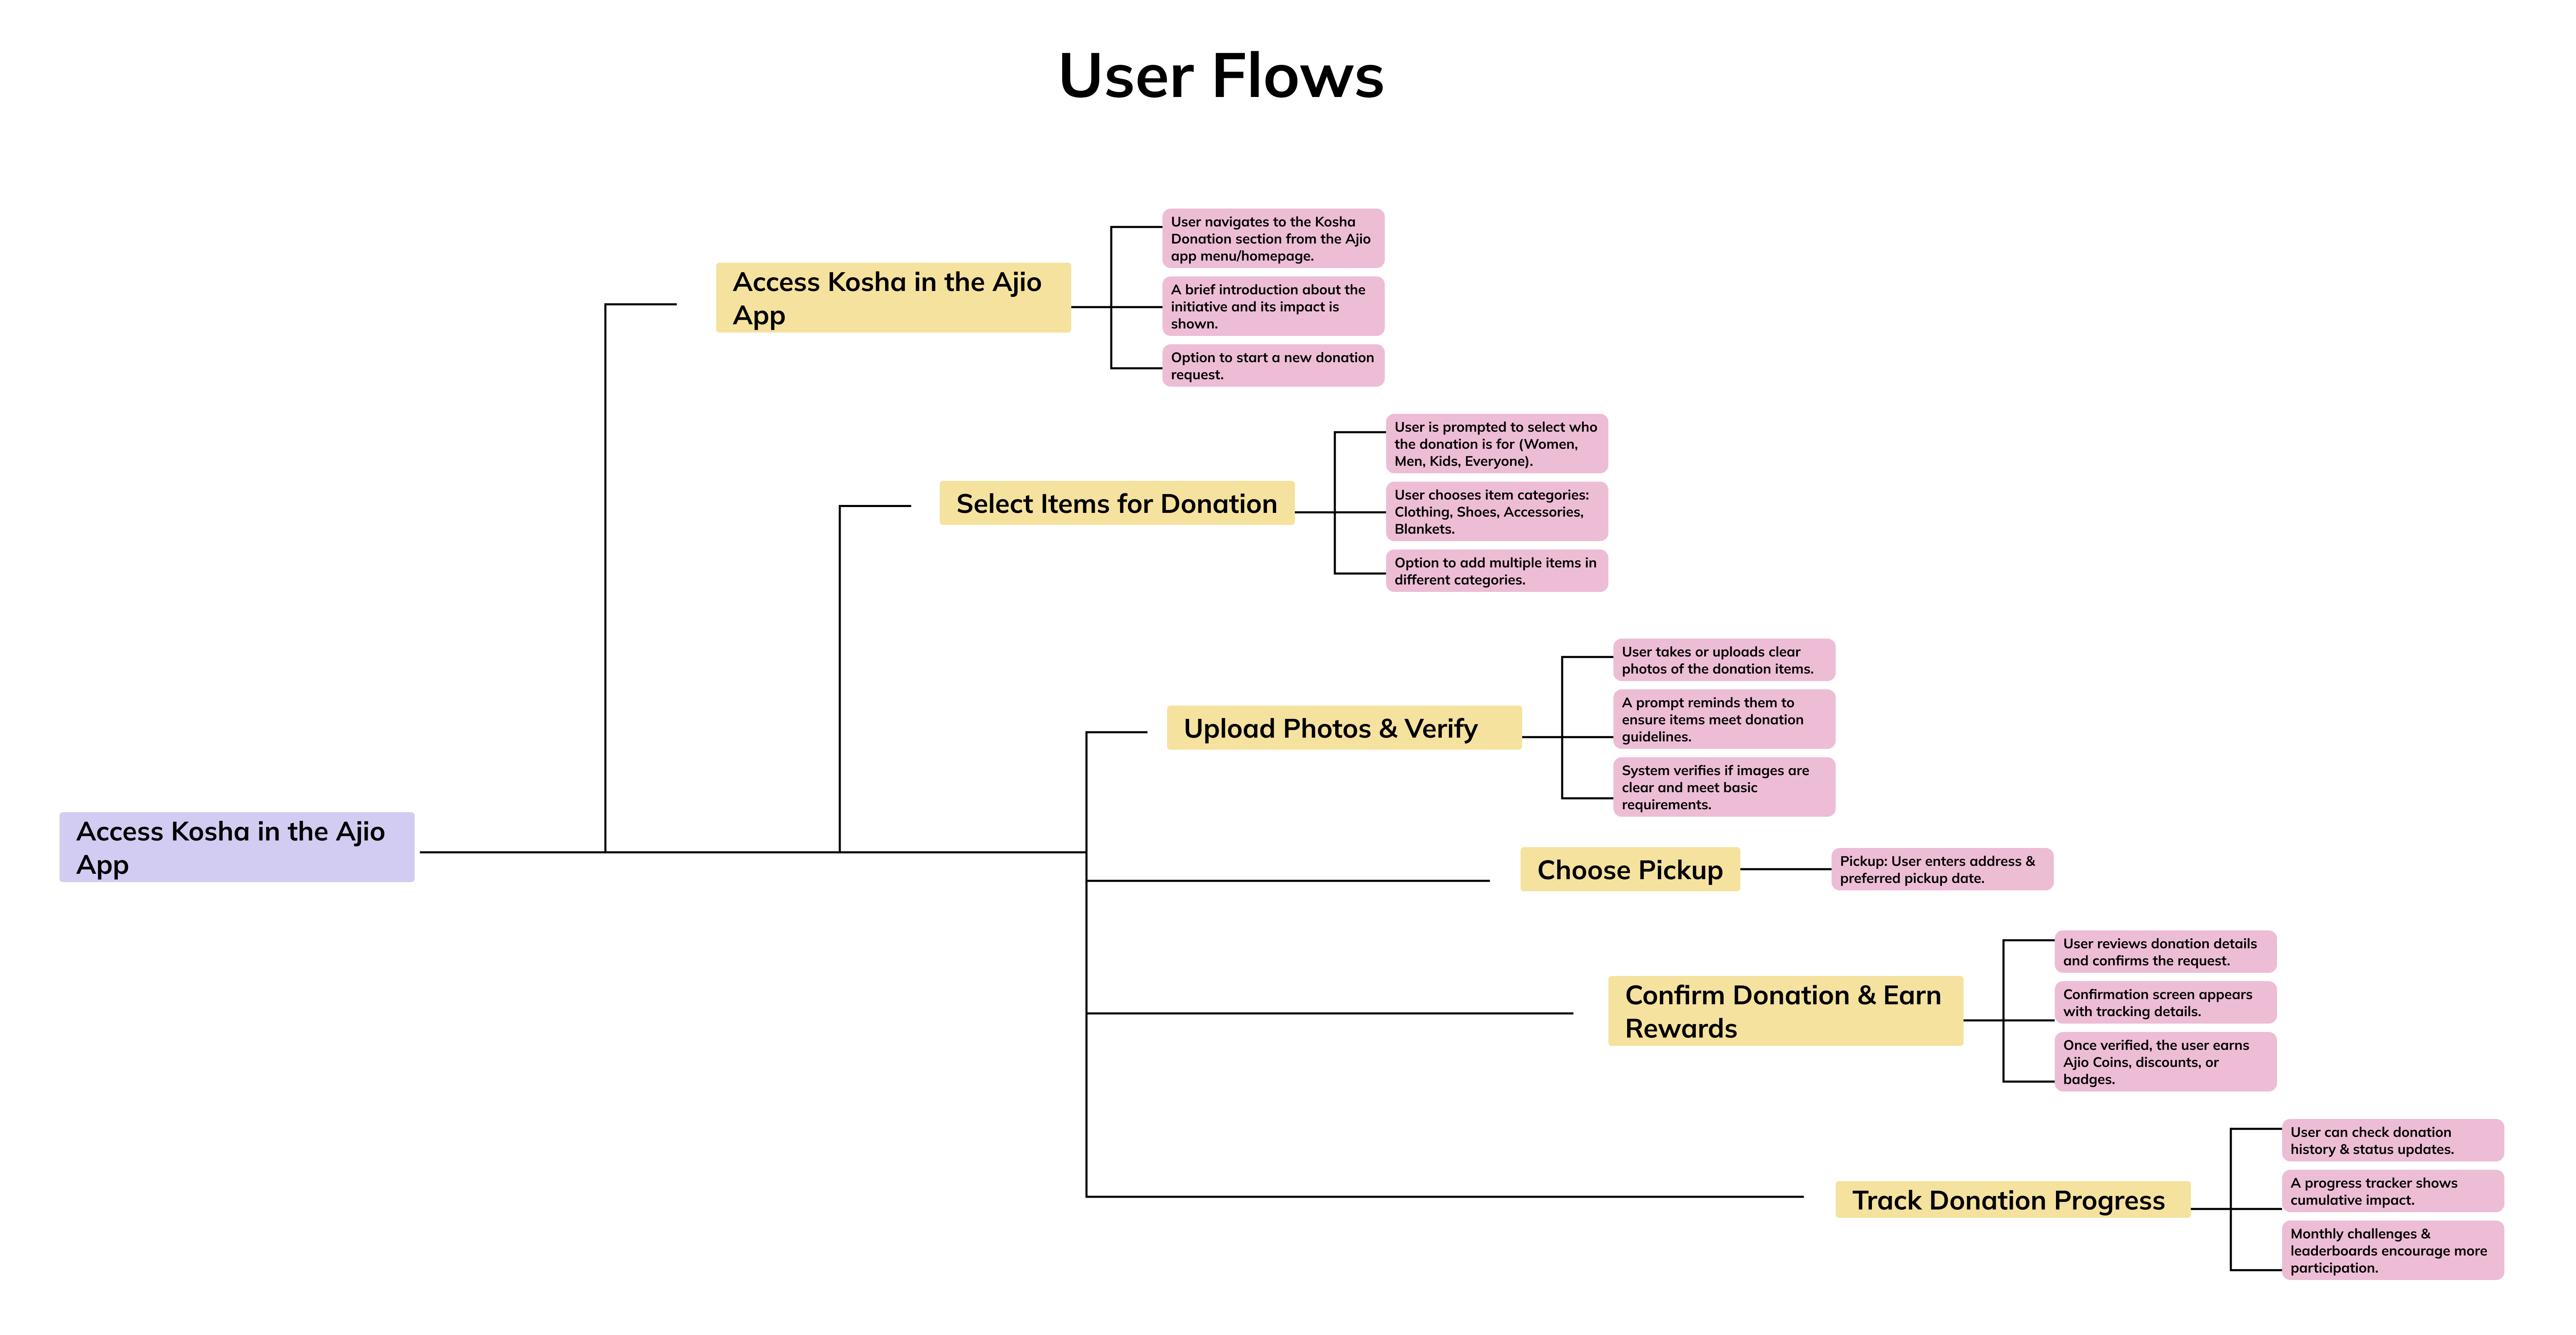 User Flows
User navigates to the Kosha
Donation section from the Ajio
app menu/homepage.
Access Kosha in the Ajio
App
A brief introduction about the
initiative and its impact is
shown.
Option to start a new donation
request.
User is prompted to select who
the donation is for (Women,
Men, Kids, Everyone).
Select Items for Donation
User chooses item categories:
Clothing, Shoes, Accessories,
Blankets.
Option to add multiple items in
different categories.
User takes or uploads clear
photos of the donation items.
Upload Photos & Verify
A prompt reminds them to
ensure items meet donation
guidelines.
System verifies if images are
clear and meet basic
requirements.
Access Kosha in the Ajio
App
Choose Pickup
Pickup: User enters address &
preferred pickup date.
User reviews donation details
and confirms the request.
Confirm Donation & Earn
Rewards
Confirmation screen appears
with tracking details.
Once verified, the user earns
Ajio Coins, discounts, or
badges.
User can check donation
history & status updates.
Track Donation Progress
A progress tracker shows
cumulative impact.
Monthly challenges &
leaderboards encourage more
participation.